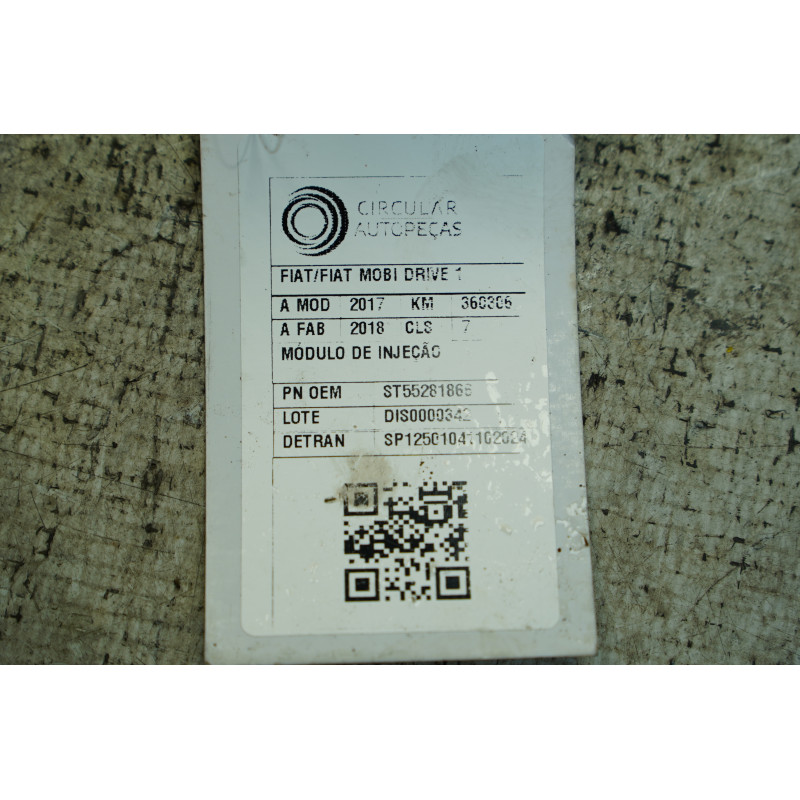 CIRCULAR
AUTOPEÇAS
FIAT/FIAT MOBI DRIVE 1
A MOD 2017 KM 360306
A FAB 2018 CLS 7
MÓDULO DE INJEÇÃO
PN OEM ST55281866
LOTE DIS0000342
DETRAN SP12501041102024